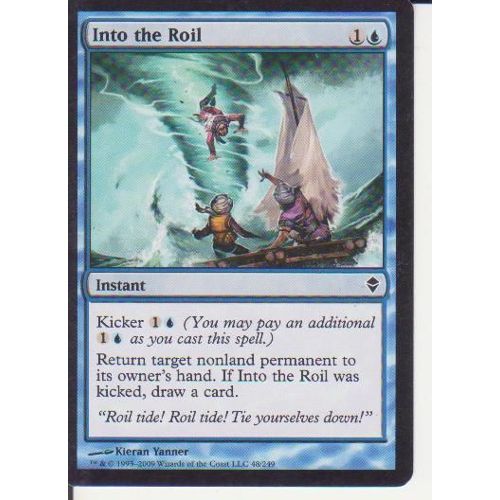 Into the Roil 1
Instant
Kicker 1 (You may pay an additional
1 as you cast this spell.)
Return target nonland permanent to
its owner's hand. If Into the Roil was
kicked, draw a card.
"Roil tide! Roil tide! Tie yourselves down!"
Kieran Yanner
™ & © 1993–2009 Wizards of the Coast LLC 48/249